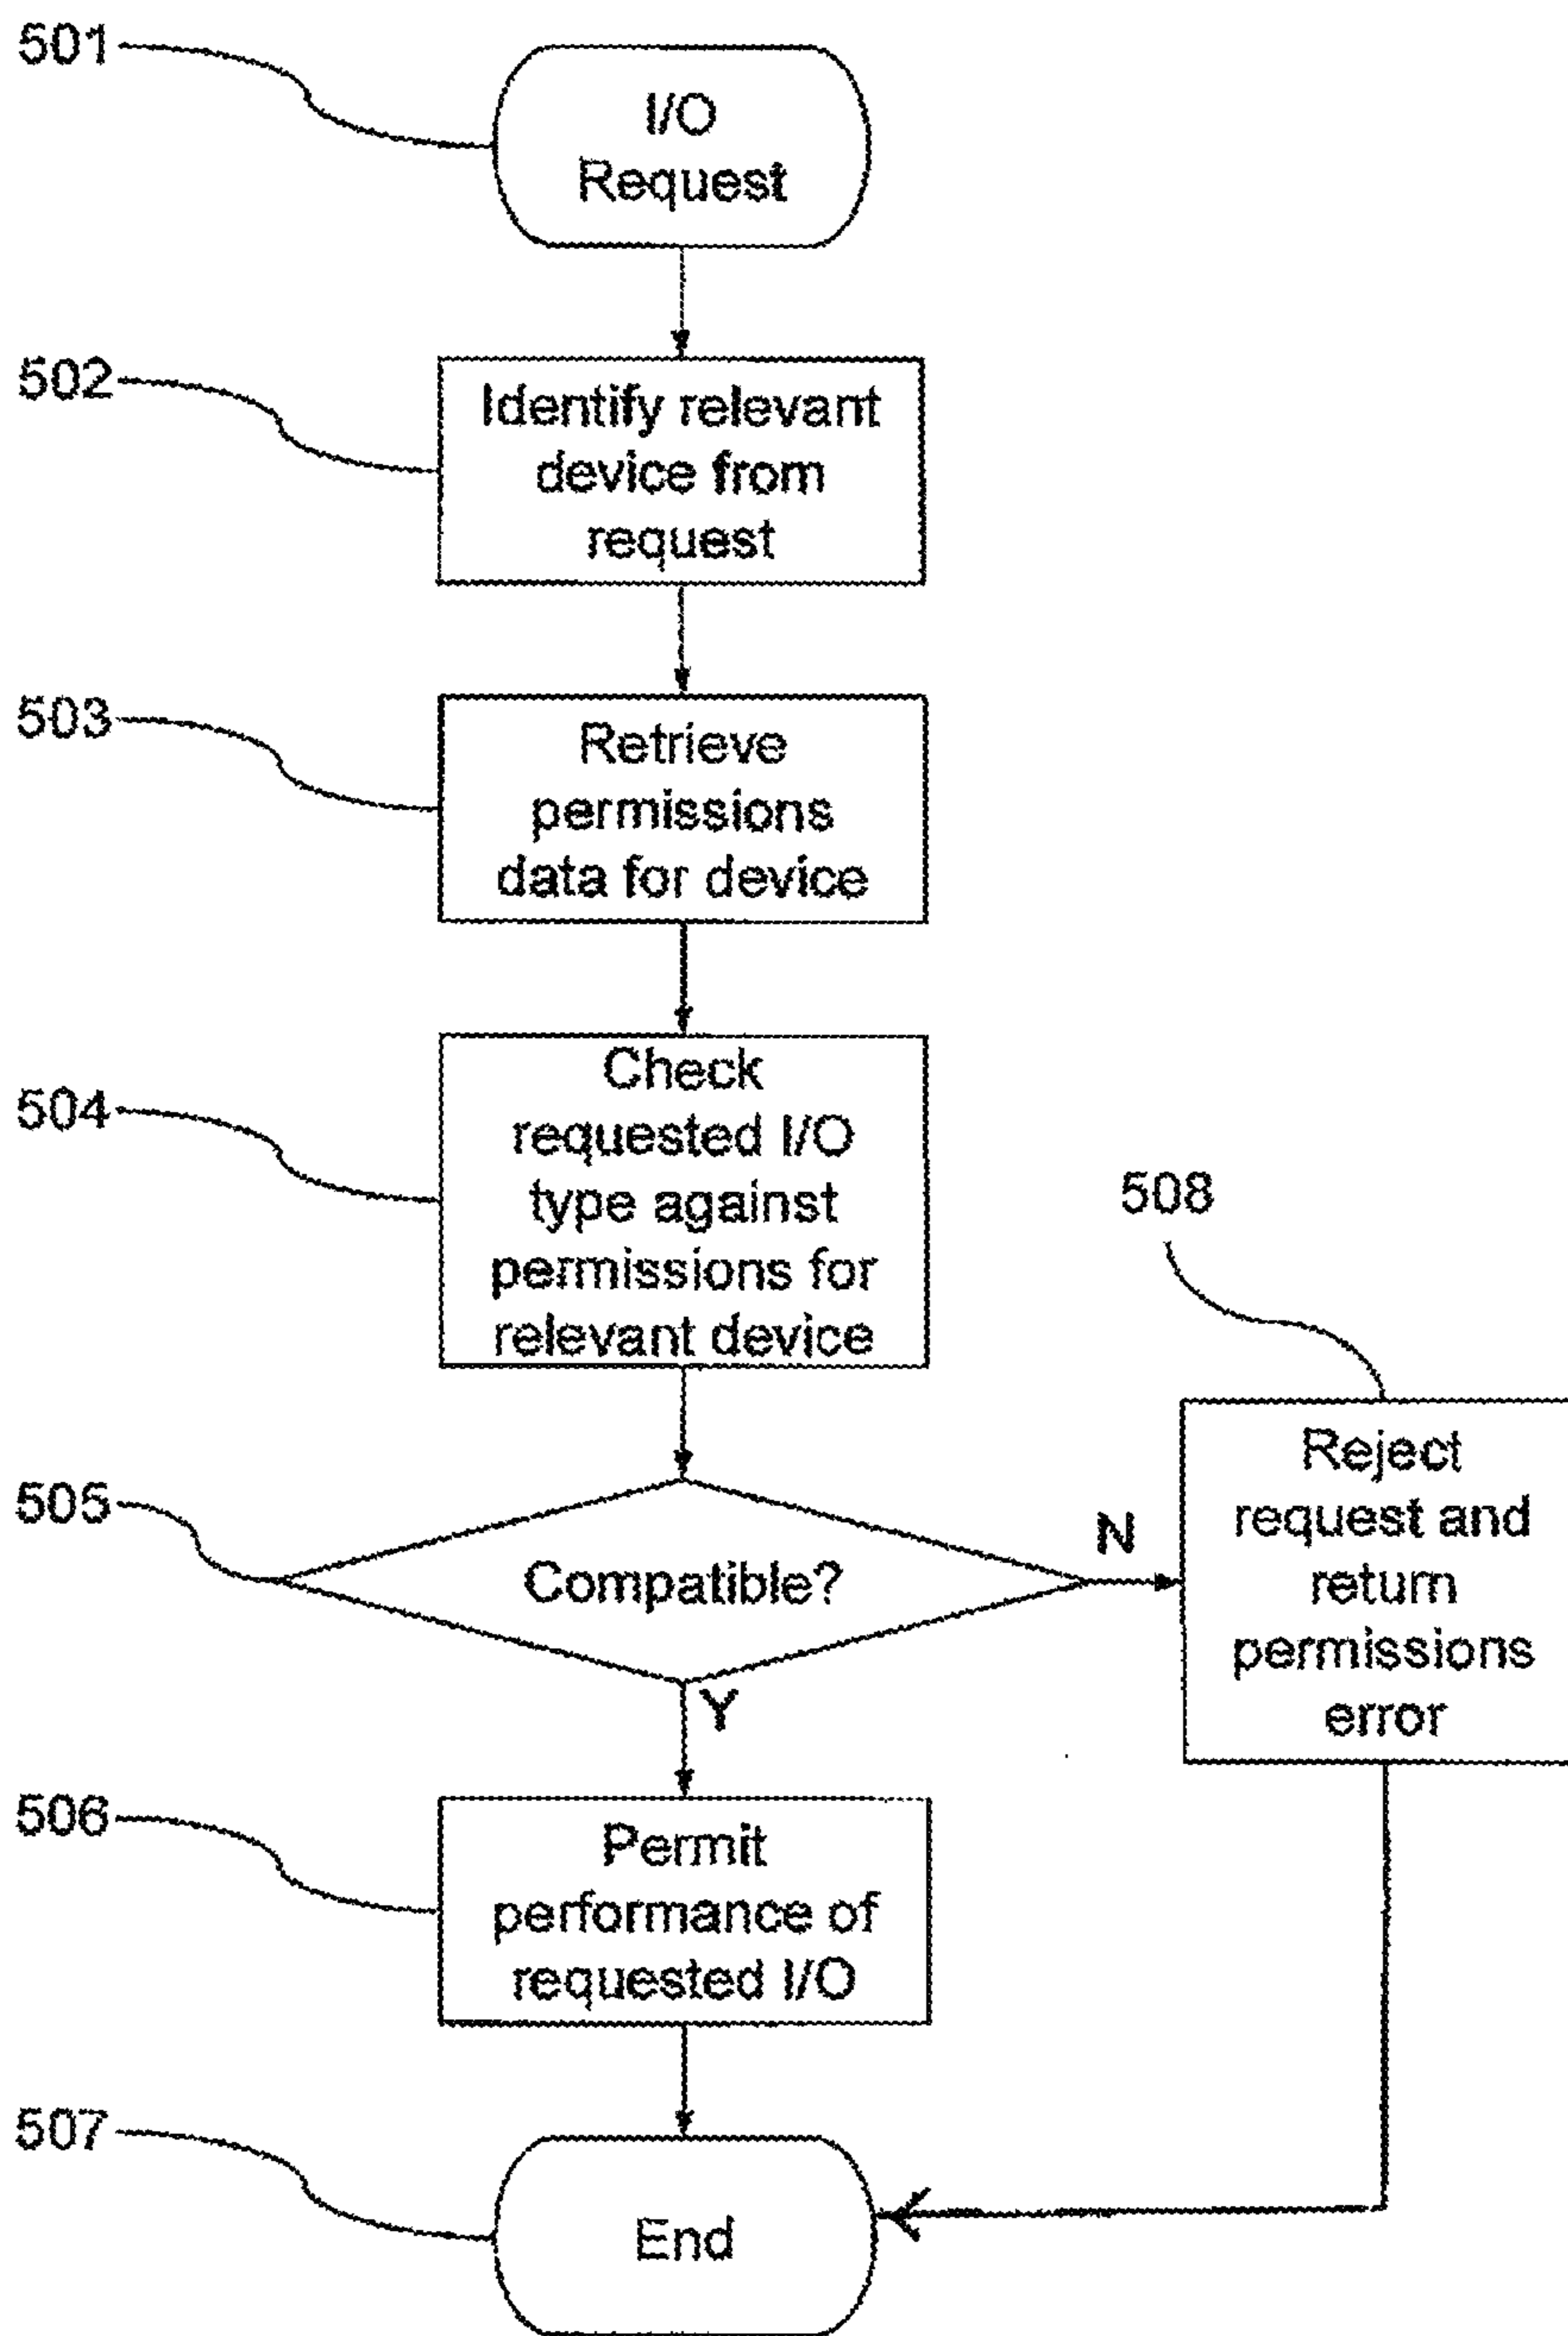 501
I/O
Request
502
Identify relevant
device from
request
503
Retrieve
permissions
data for device
504
Check
requested I/O
type against
permissions for
relevant device
508
Reject
request and
return
permissions
error
505
Compatible?
N
Y
506
Permit
performance of
requested I/O
507
End